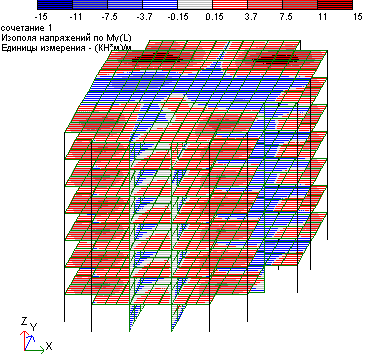 -15 -11 -7.5 -3.7 -0.15 0.15 3.7 7.5 11 15
сочетание 1
Изополя напряжений по My(L)
Единицы измерения - (КН*м)/м
Z
Y
X